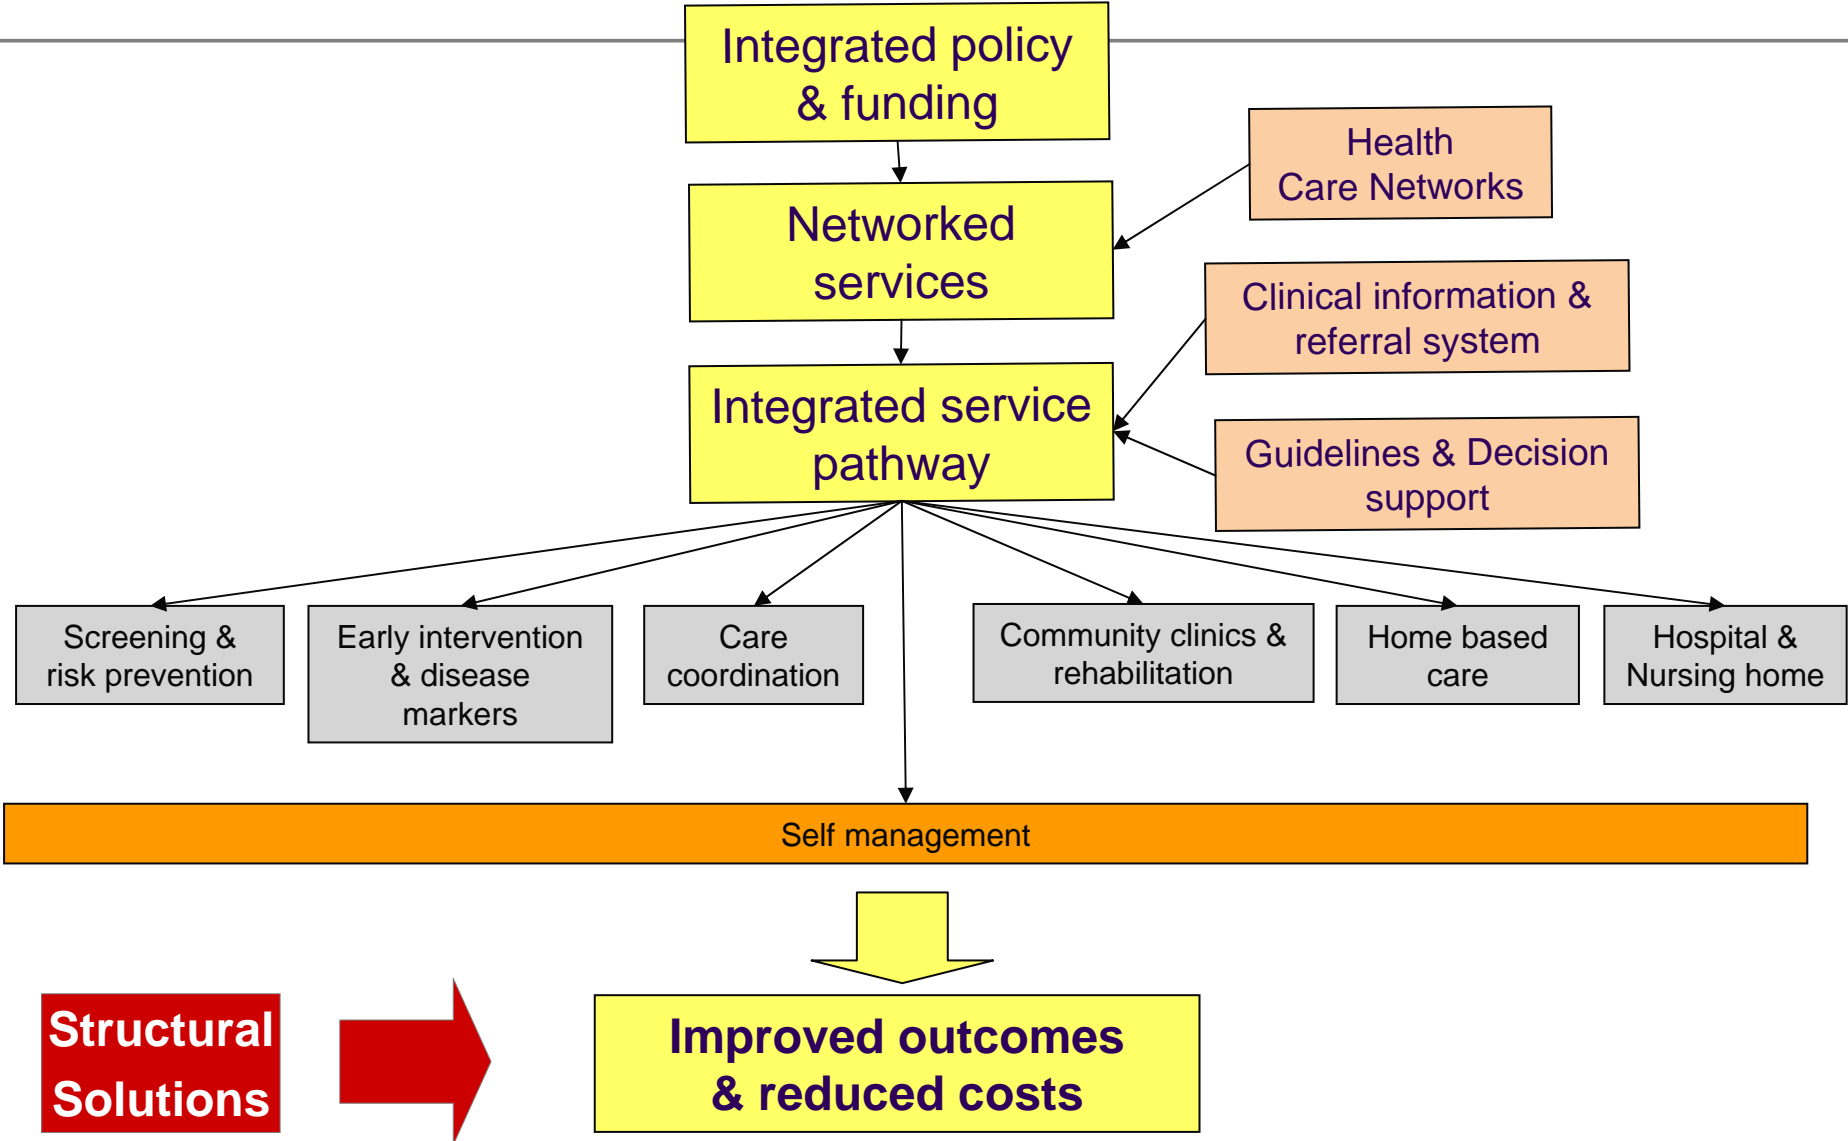 Integrated policy
& funding
Health
Care Networks
Networked
services
Clinical information &
referral system
Integrated service
pathway
Guidelines & Decision
support
Screening &
risk prevention
Early intervention
& disease
markers
Care
coordination
Community clinics &
rehabilitation
Home based
care
Hospital &
Nursing home
Self management
Structural
Solutions
Improved outcomes
& reduced costs